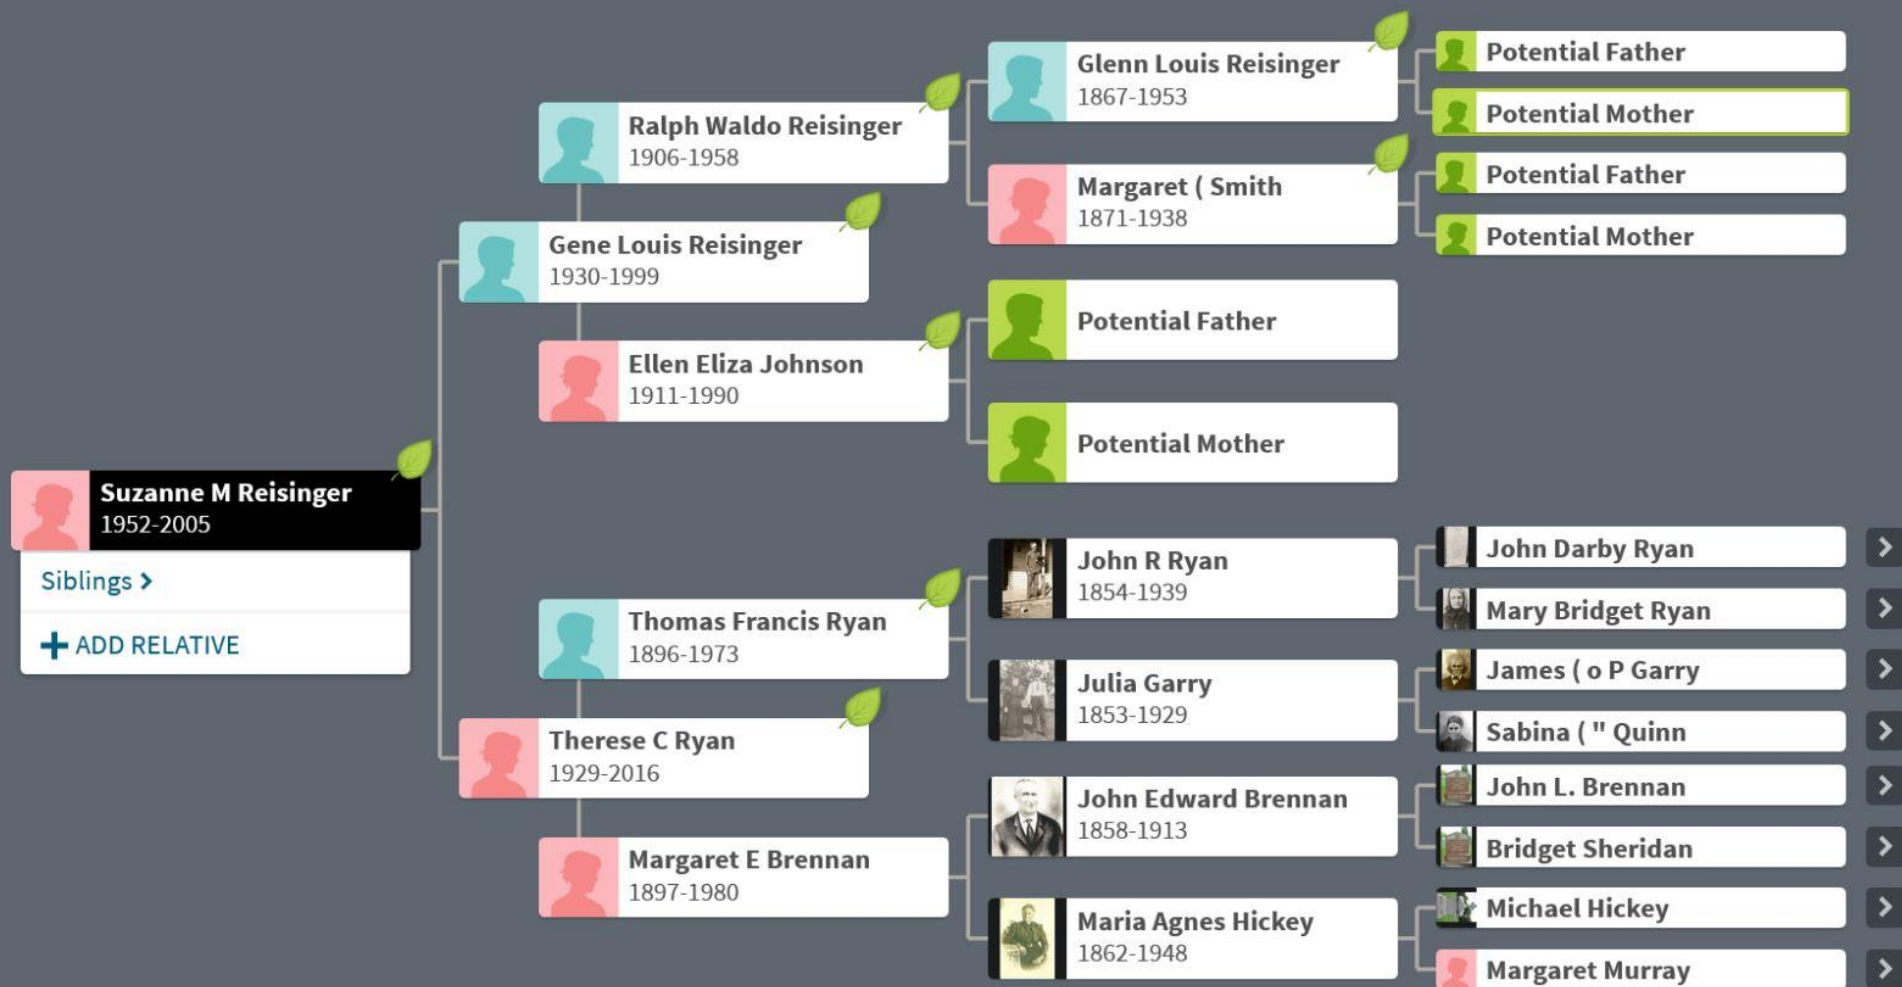 Suzanne M Reisinger
1952-2005
Siblings >
+ ADD RELATIVE
Gene Louis Reisinger
1930-1999
Therese C Ryan
1929-2016
Ralph Waldo Reisinger
1906-1958
Ellen Eliza Johnson
1911-1990
Thomas Francis Ryan
1896-1973
Margaret E Brennan
1897-1980
Glenn Louis Reisinger
1867-1953
Margaret ( Smith
1871-1938
Potential Father
Potential Mother
John R Ryan
1854-1939
Julia Garry
1853-1929
John Edward Brennan
1858-1913
Maria Agnes Hickey
1862-1948
Potential Father
Potential Mother
Potential Father
Potential Mother
John Darby Ryan
Mary Bridget Ryan
James ( o P Garry
Sabina ( " Quinn
John L. Brennan
Bridget Sheridan
Michael Hickey
Margaret Murray